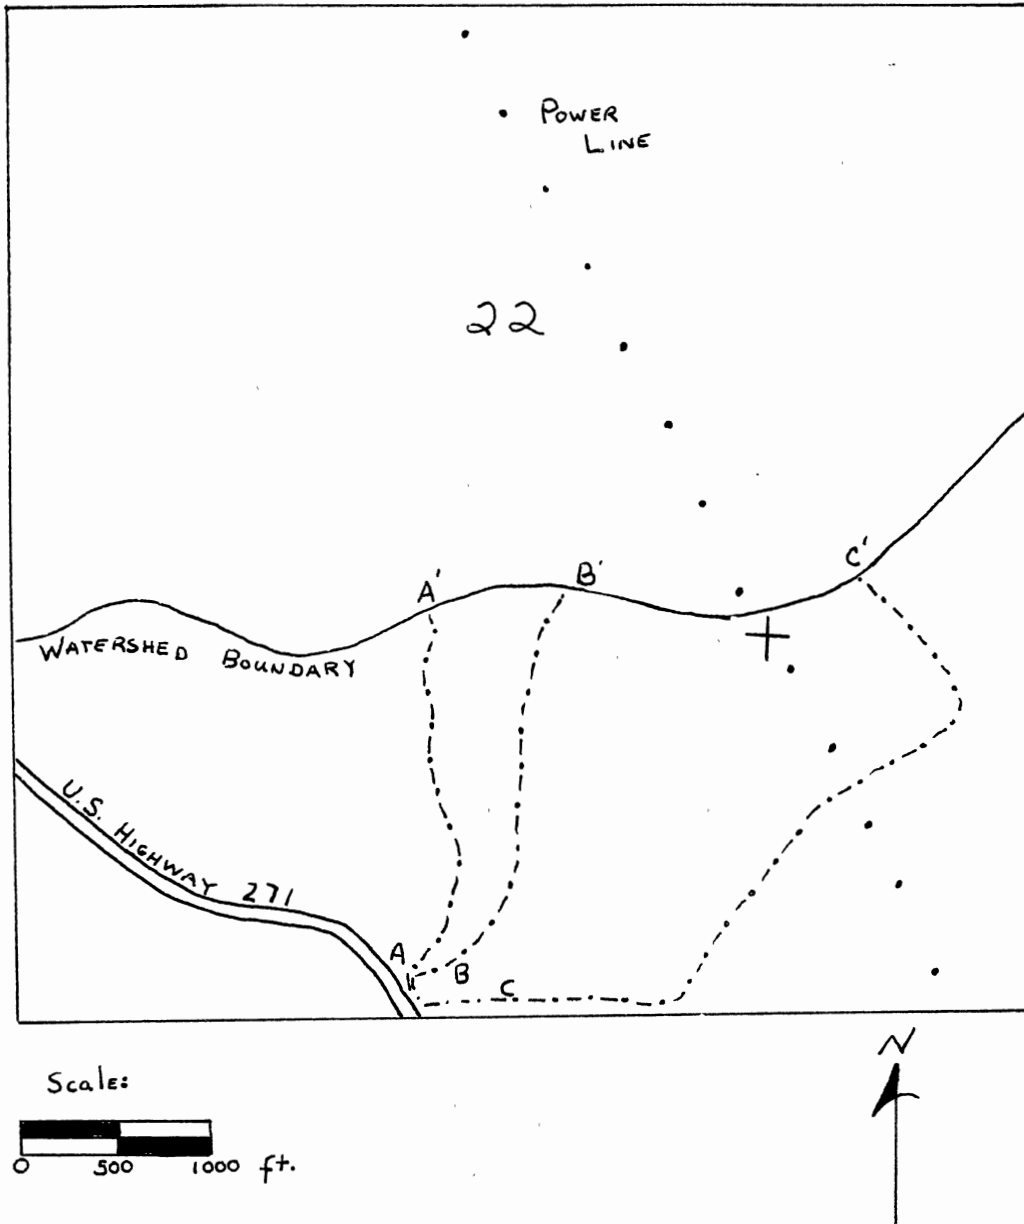 POWER
LINE
22
C'
B'
A'
WATERSHED BOUNDARY
U.S. HIGHWAY 271
A
B
C
N
Scale:
0 500 1000 ft.